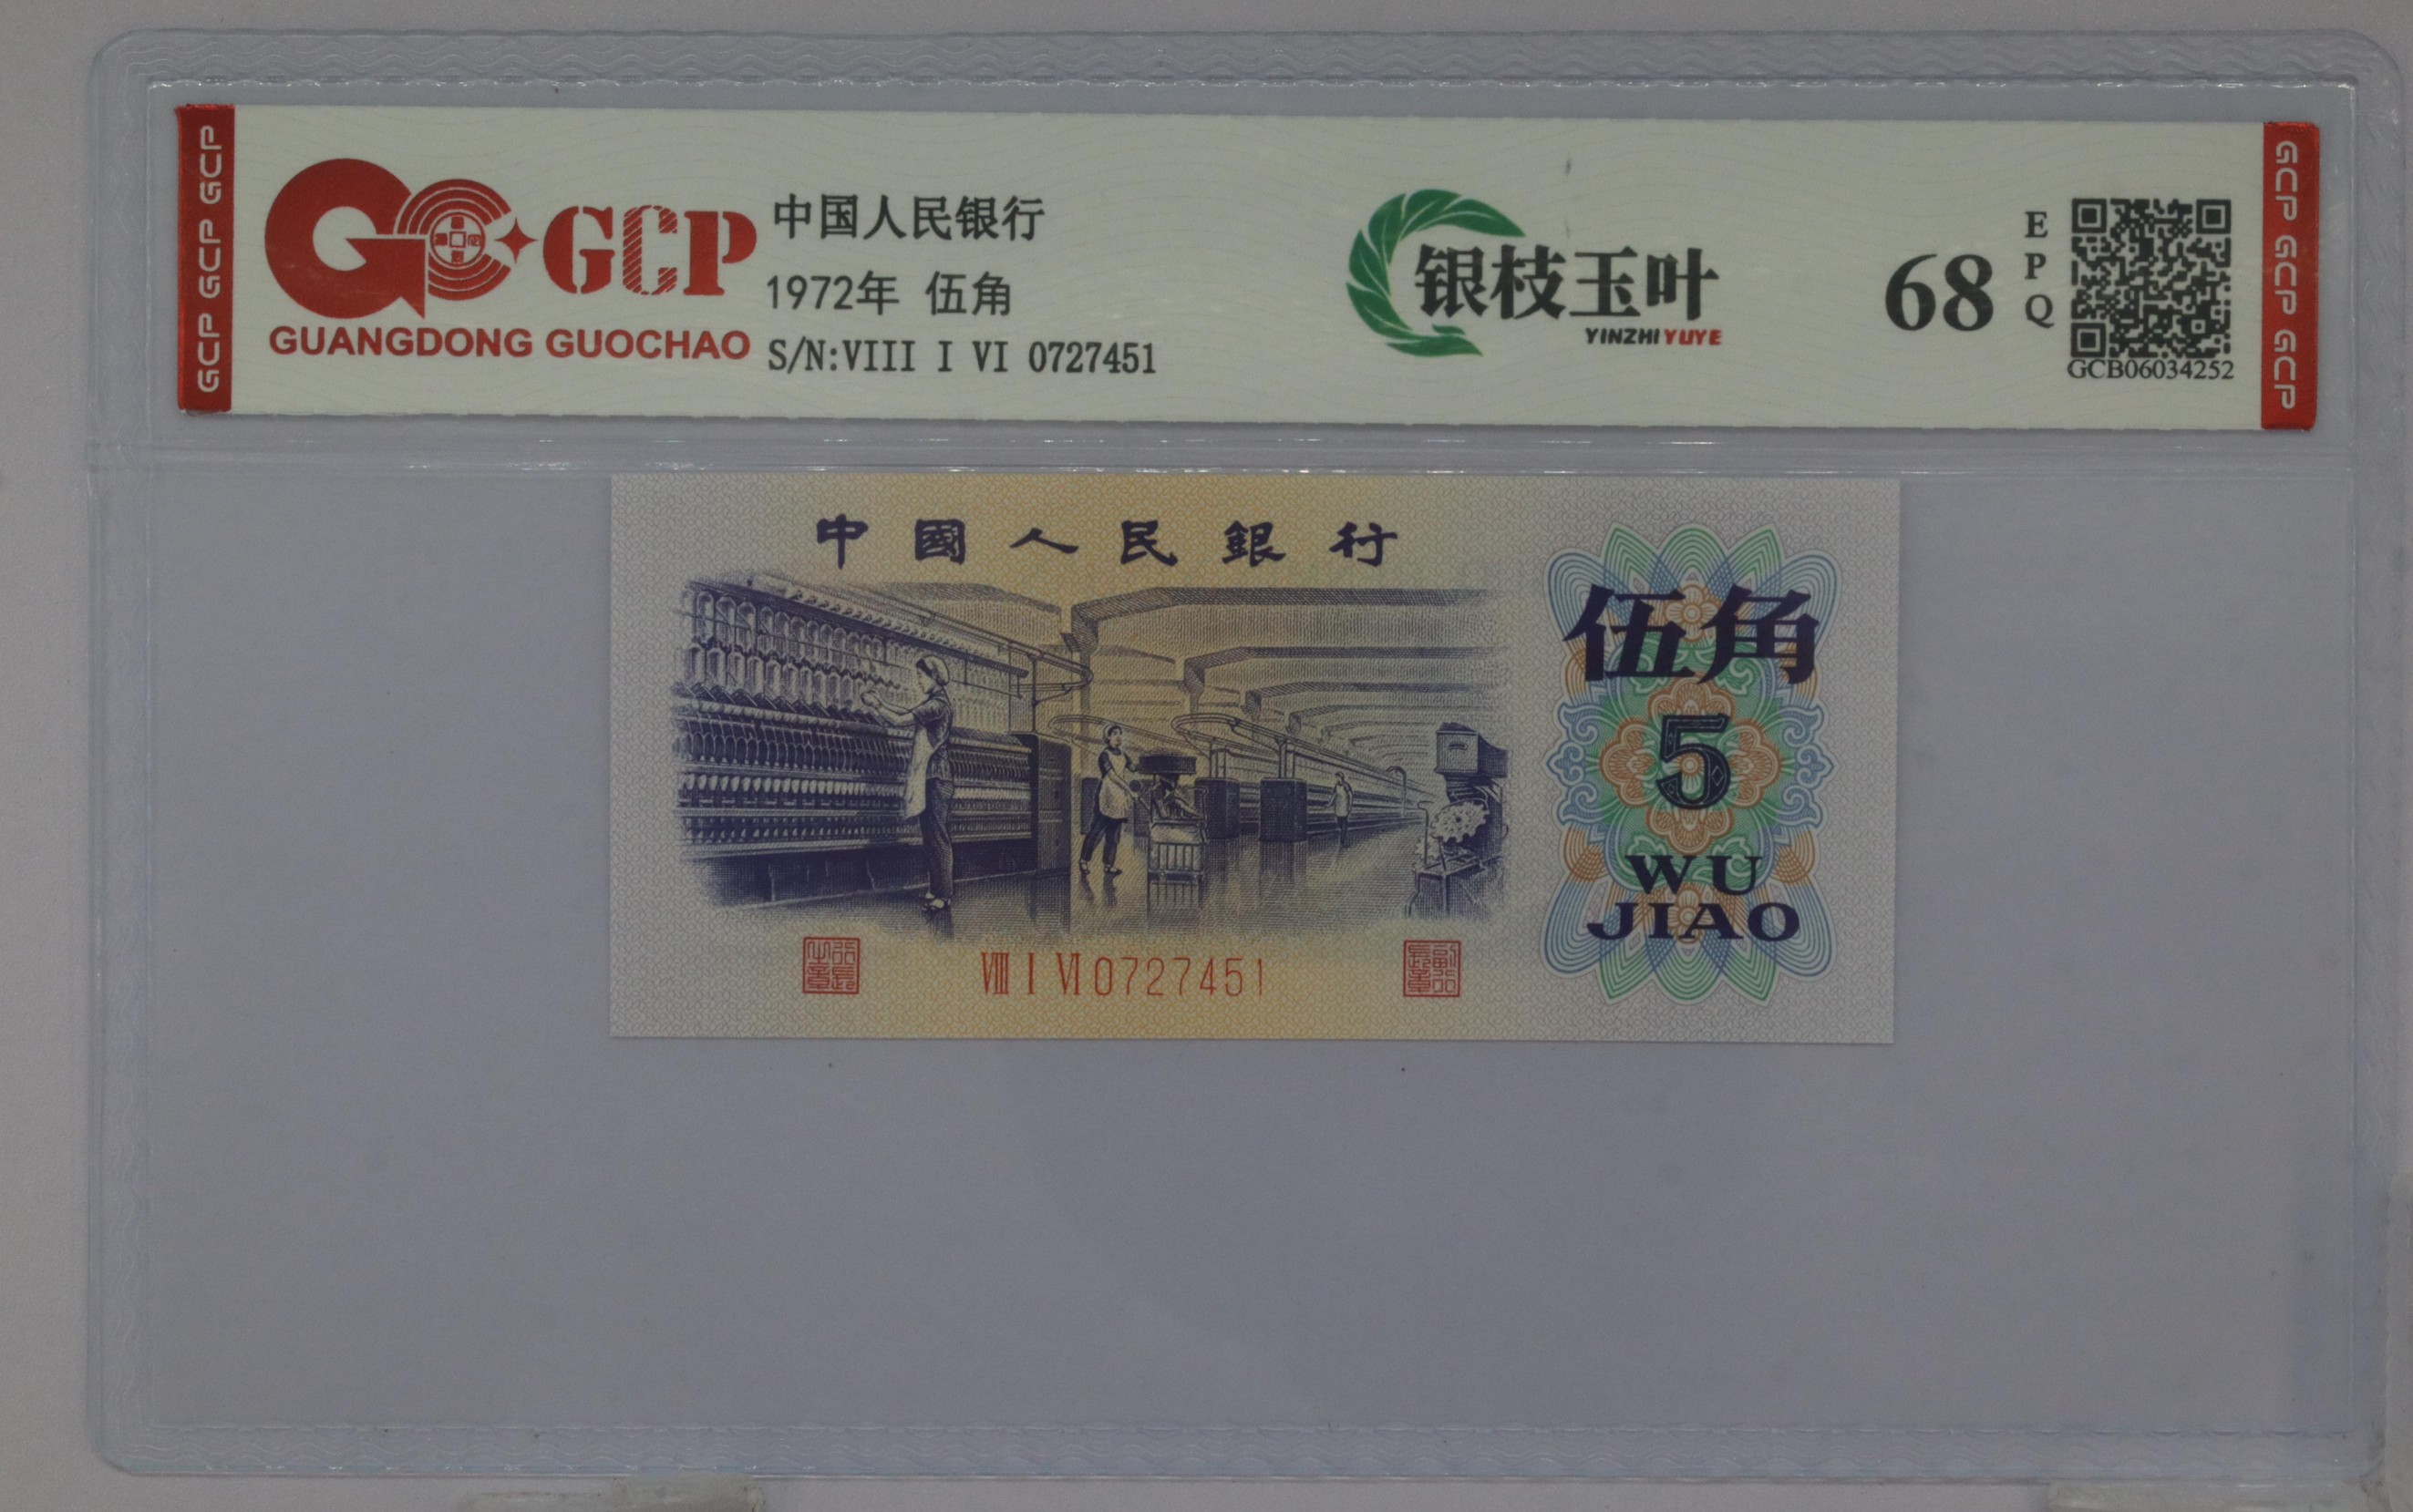 GCP GCP GCP
GCP
GUANGDONG GUOCHAO
中国人民银行
1972年 伍角
S/N:VIII I VI 0727451
银枝玉叶
YINZHI YUYE
68
EPQ
GCB06034252
GCP GCP GCP
中國人民銀行
伍角
5
WU
JIAO
VIII I VI 0727451